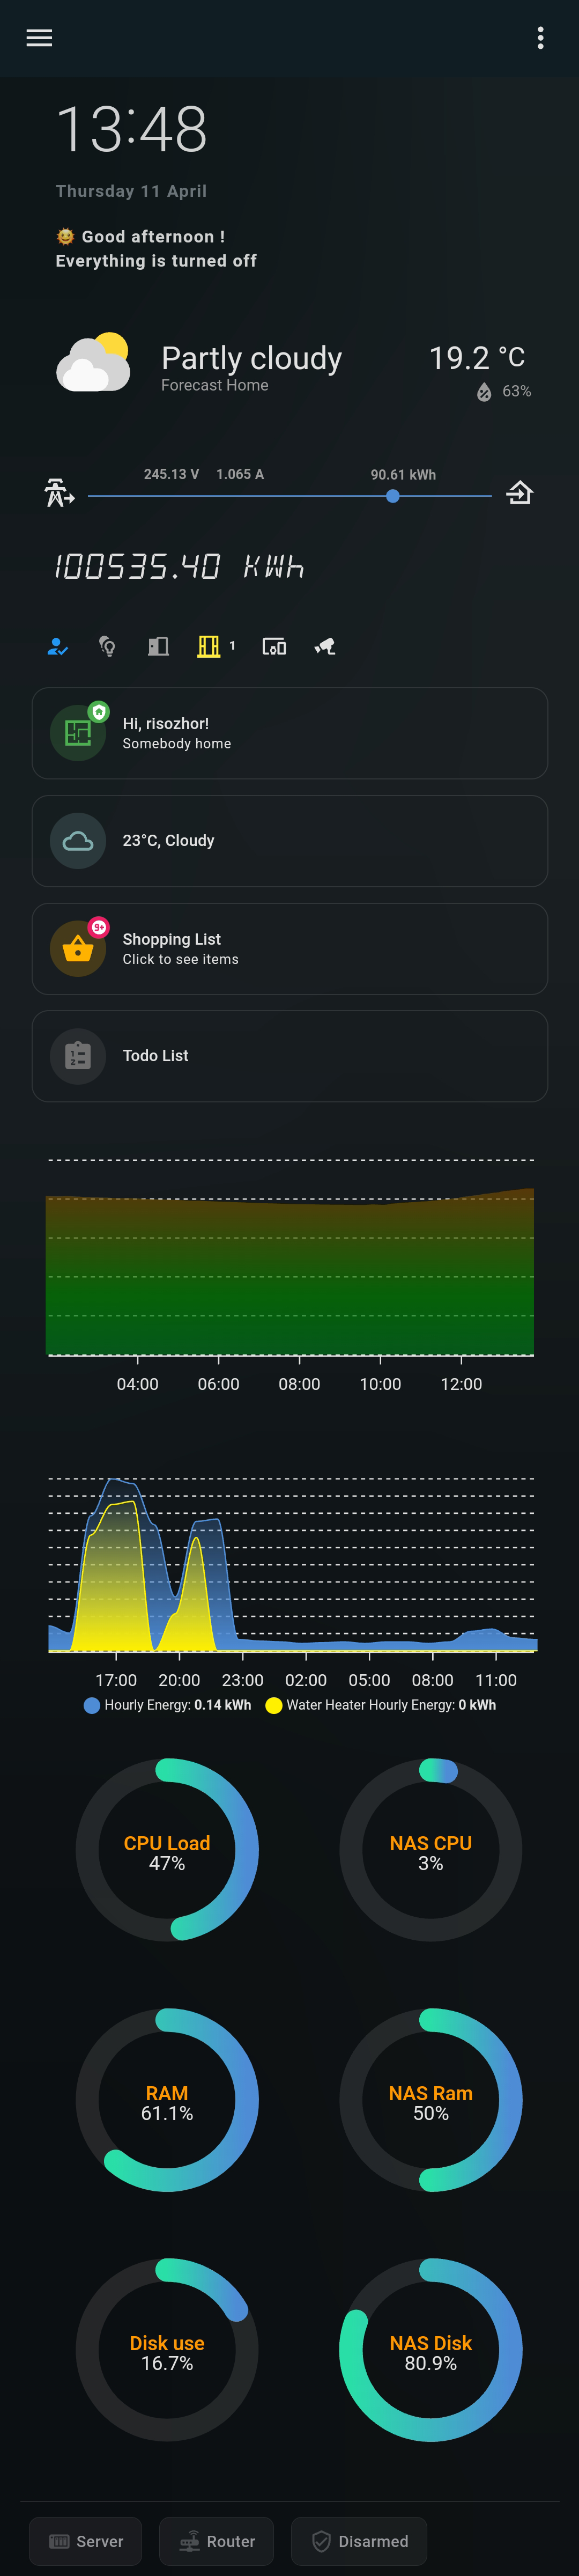 13:48
Thursday 11 April
🌞 Good afternoon !
Everything is turned off
Partly cloudy
19.2 °C
Forecast Home
63%
245.13 V 1.065 A 90.61 kWh
100535.40 kWh
1
Hi, risozhor!
Somebody home
23°C, Cloudy
9+
Shopping List
Click to see items
Todo List
04:00 06:00 08:00 10:00 12:00
17:00 20:00 23:00 02:00 05:00 08:00 11:00
Hourly Energy: 0.14 kWh Water Heater Hourly Energy: 0 kWh
CPU Load
47%
NAS CPU
3%
RAM
61.1%
NAS Ram
50%
Disk use
16.7%
NAS Disk
80.9%
Server Router Disarmed